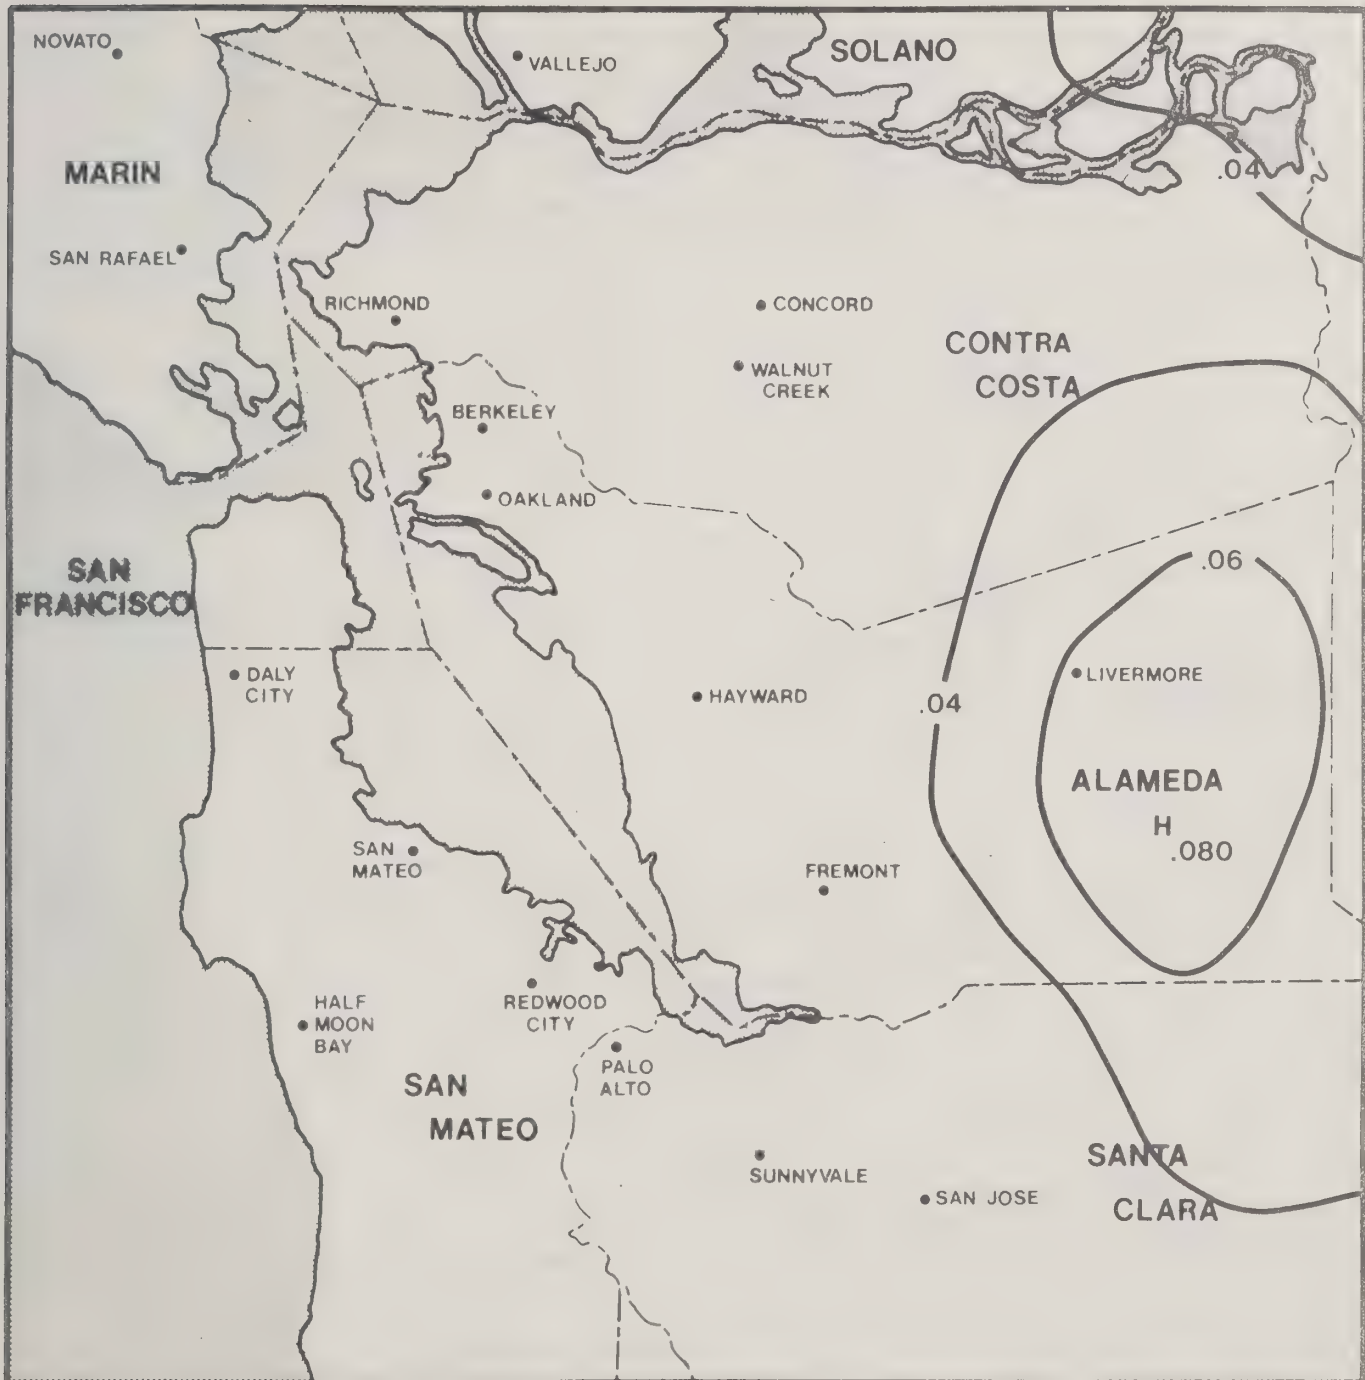 NOVATO
VALLEJO
SOLANO
MARIN
.04
SAN RAFAEL
RICHMOND
CONCORD
CONTRA
COSTA
WALNUT
CREEK
BERKELEY
OAKLAND
SAN
FRANCISCO
.06
DALY
CITY
HAYWARD
.04
LIVERMORE
ALAMEDA
H
.080
SAN
MATEO
FREMONT
HALF
MOON
BAY
REDWOOD
CITY
PALO
ALTO
SAN
MATEO
SUNNYVALE
SAN JOSE
SANTA
CLARA